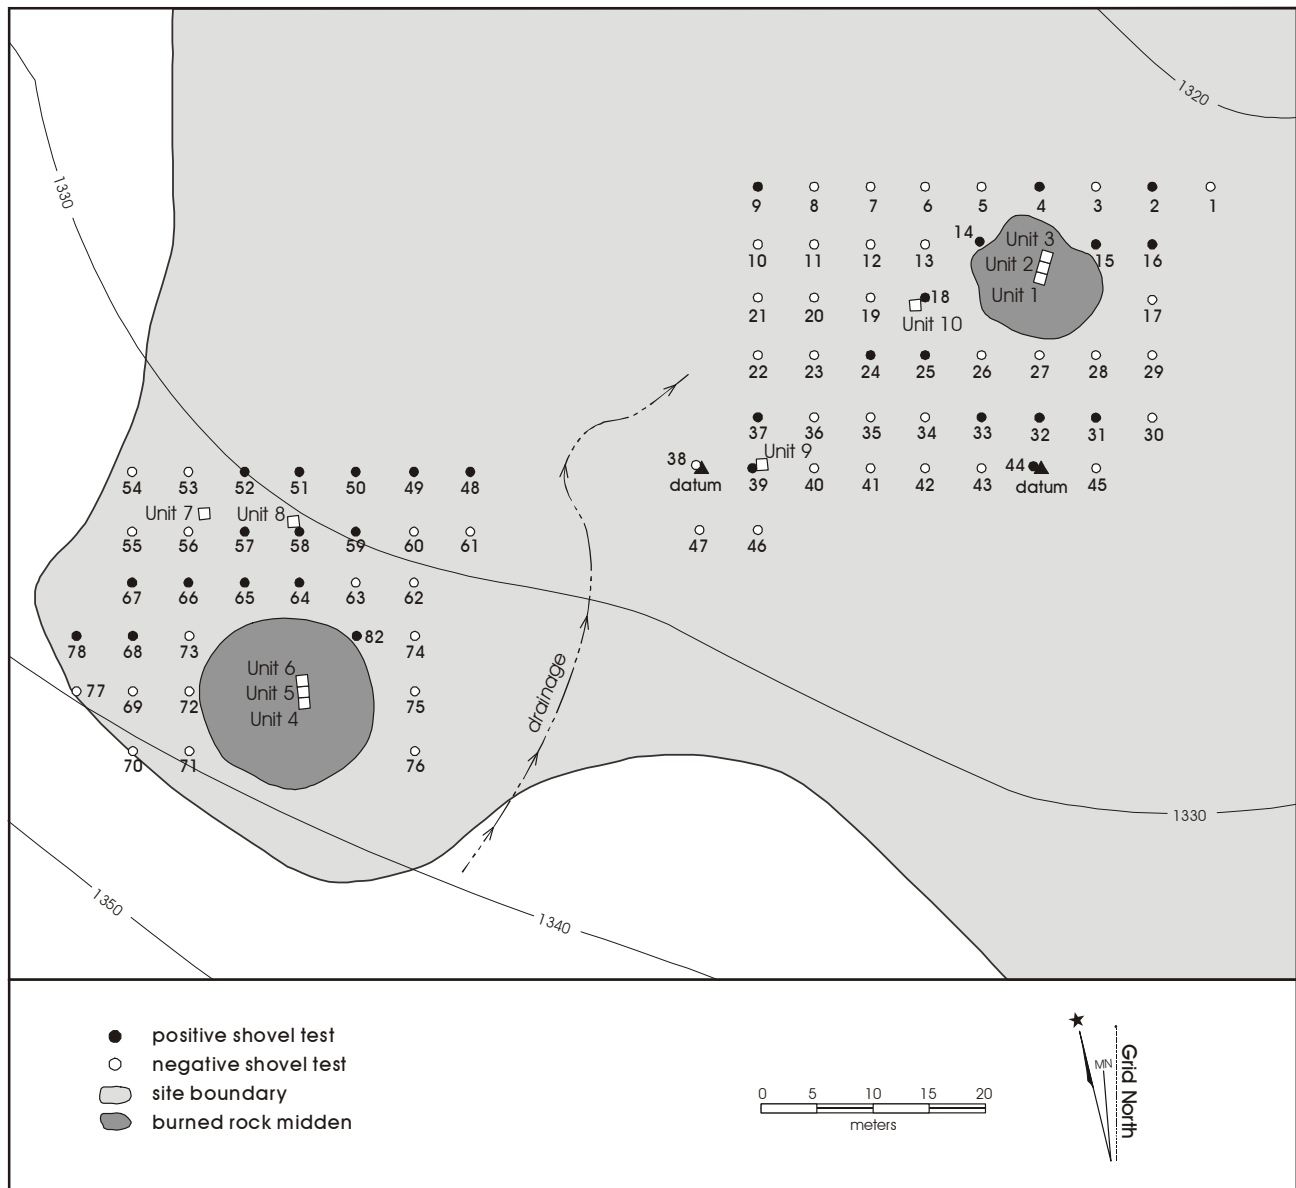 1320
1330
9 8 7 6 5 4 3 2 1
14 Unit 3
10 11 12 13 Unit 2 15 16
Unit 1
18
21 20 19 Unit 10 17
22 23 24 25 26 27 28 29
37 36 35 34 33 32 31 30
Unit 9
38 44
datum 39 40 41 42 43 datum 45
54 53 52 51 50 49 48
Unit 7 Unit 8
55 56 57 58 59 60 61
47 46
67 66 65 64 63 62
78 68 73 82 74
Unit 6
77 Unit 5
69 72 75
Unit 4
drainage
70 71 76
1330
1350
1340
positive shovel test
negative shovel test
site boundary
burned rock midden
0 5 10 15 20
meters
MN
Grid North